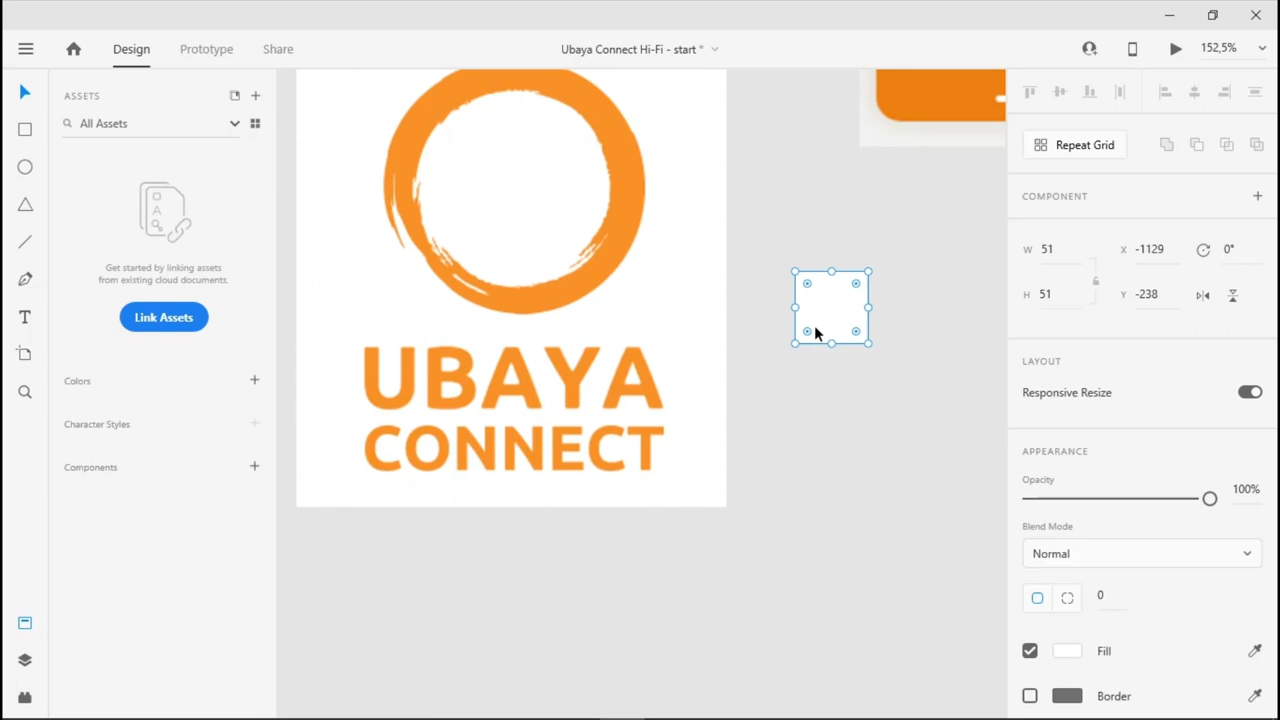 Design
Prototype
Share
Ubaya Connect Hi-Fi - start *
152,5%
ASSETS
All Assets
Get started by linking assets
from existing cloud documents.
Link Assets
Colors
Character Styles
Components
UBAYA
CONNECT
Repeat Grid
COMPONENT
W 51 X -1129 0°
H 51 Y -238
LAYOUT
Responsive Resize
APPEARANCE
Opacity
100%
Blend Mode
Normal
0
Fill
Border